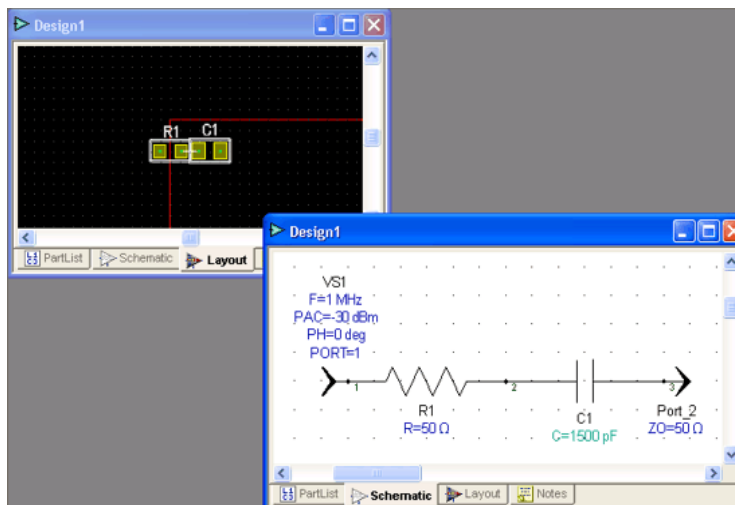 Design1
R1 C1
PartList Schematic Layout
Design1
VS1
F=1 MHz
PAC=-30 dBm
PH=0 deg
PORT=1
1 2 3
R1 C1 Port_2
R=50 Ω C=1500 pF ZO=50 Ω
PartList Schematic Layout Notes